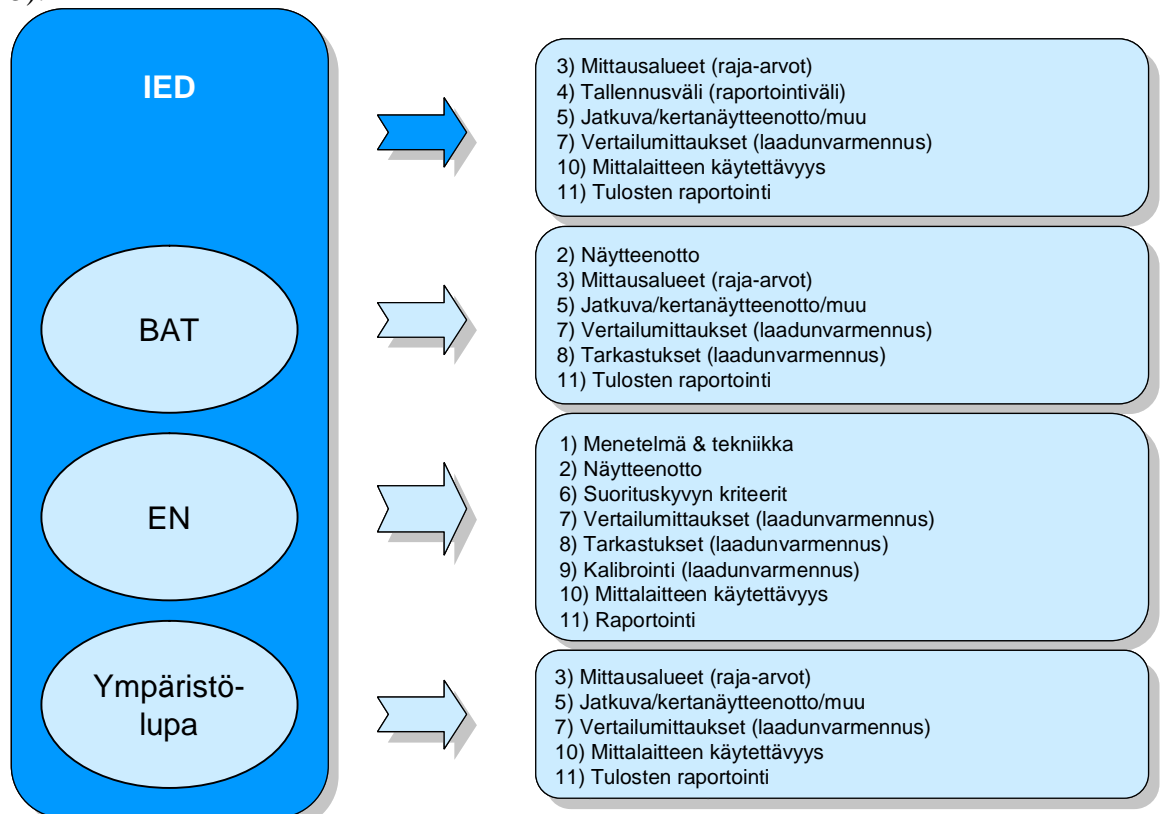 IED
3) Mittausalueet (raja-arvot)
4) Tallennusväli (raportointiväli)
5) Jatkuva/kertanäytteenotto/muu
7) Vertailumittaukset (laadunvarmennus)
10) Mittalaitteen käytettävyys
11) Tulosten raportointi
BAT
2) Näytteenotto
3) Mittausalueet (raja-arvot)
5) Jatkuva/kertanäytteenotto/muu
7) Vertailumittaukset (laadunvarmennus)
8) Tarkastukset (laadunvarmennus)
11) Tulosten raportointi
EN
1) Menetelmä & tekniikka
2) Näytteenotto
6) Suorituskyvyn kriteerit
7) Vertailumittaukset (laadunvarmennus)
8) Tarkastukset (laadunvarmennus)
9) Kalibrointi (laadunvarmennus)
10) Mittalaitteen käytettävyys
11) Raportointi
Ympäristö-
lupa
3) Mittausalueet (raja-arvot)
5) Jatkuva/kertanäytteenotto/muu
7) Vertailumittaukset (laadunvarmennus)
10) Mittalaitteen käytettävyys
11) Tulosten raportointi